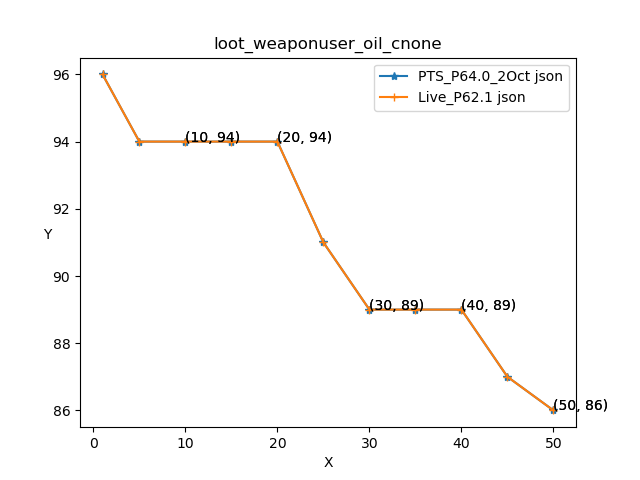 loot_weaponuser_oil_cnone
PTS_P64.0_2Oct json
Live_P62.1 json
96
94
92
90
88
86
Y
(10, 94)
(20, 94)
(30, 89)
(40, 89)
(50, 86)
0 10 20 30 40 50
X